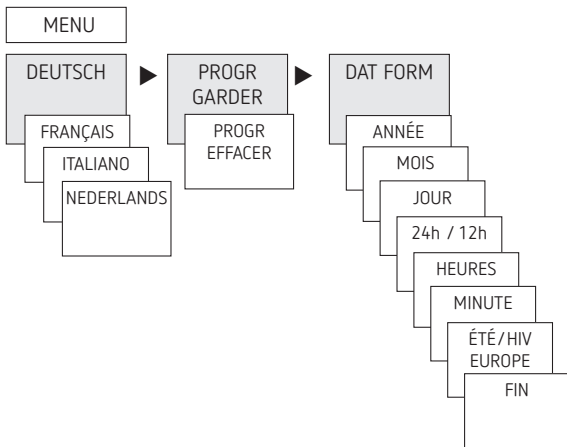 MENU
DEUTSCH
FRANÇAIS
ITALIANO
NEDERLANDS
PROGR
GARDER
PROGR
EFFACER
DAT FORM
ANNÉE
MOIS
JOUR
24h / 12h
HEURES
MINUTE
ÉTÉ/HIV
EUROPE
FIN